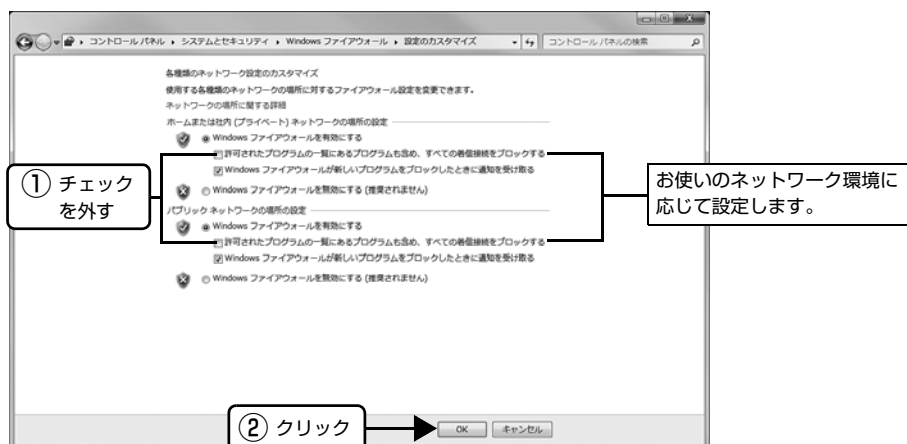 コントロール パネル ▸ システムとセキュリティ ▸ Windows ファイアウォール ▸ 設定のカスタマイズ
コントロール パネルの検索
各種類のネットワーク設定のカスタマイズ
使用する各種類のネットワークの場所に対するファイアウォール設定を変更できます。
ネットワークの場所に関する詳細
ホームまたは社内 (プライベート) ネットワークの場所の設定
Windows ファイアウォールを有効にする
許可されたプログラムの一覧にあるプログラムも含め、すべての着信接続をブロックする
Windows ファイアウォールが新しいプログラムをブロックしたときに通知を受け取る
Windows ファイアウォールを無効にする (推奨されません)
パブリック ネットワークの場所の設定
Windows ファイアウォールを有効にする
許可されたプログラムの一覧にあるプログラムも含め、すべての着信接続をブロックする
Windows ファイアウォールが新しいプログラムをブロックしたときに通知を受け取る
Windows ファイアウォールを無効にする (推奨されません)
① チェック
を外す
お使いのネットワーク環境に
応じて設定します。
② クリック
OK
キャンセル